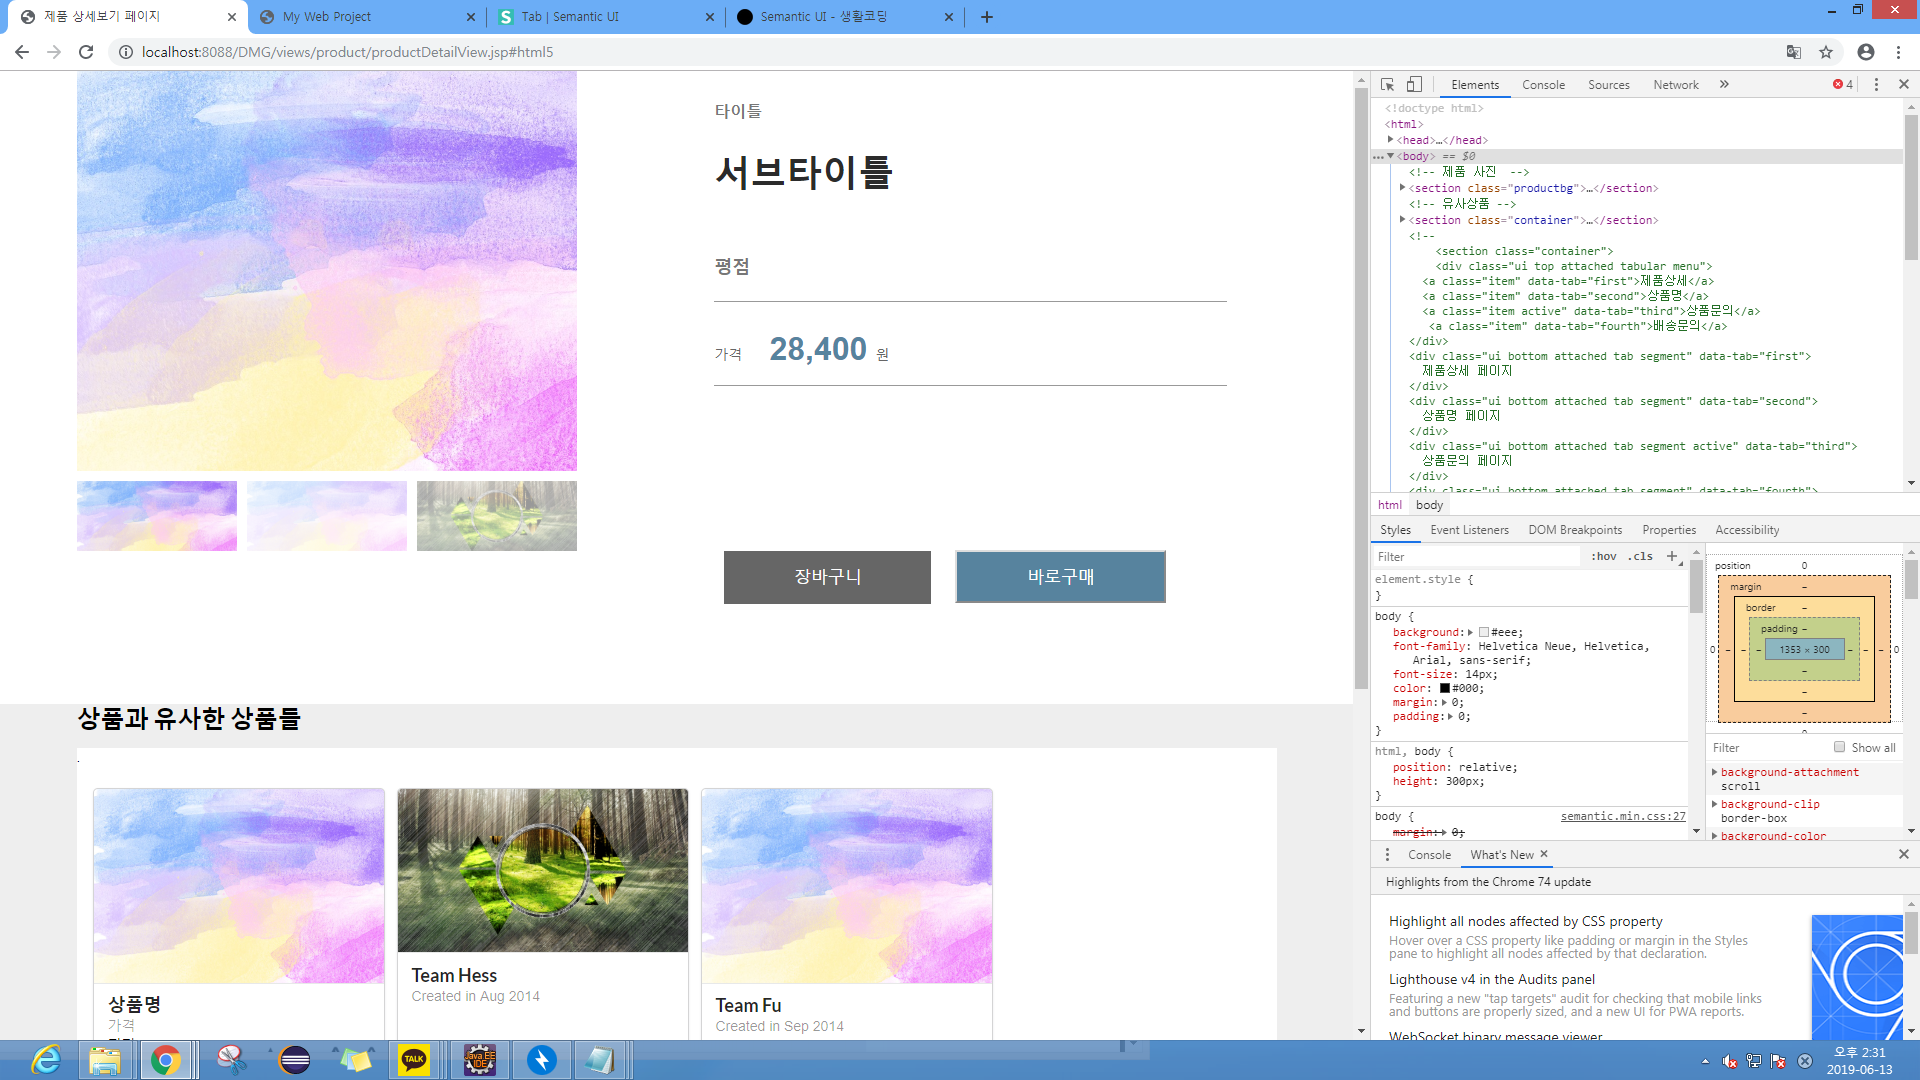 제품 상세보기 페이지
My Web Project
Tab | Semantic UI
Semantic UI - 생활코딩
localhost:8088/DMG/views/product/productDetailView.jsp#html5
타이틀
서브타이틀
평점
가격 28,400 원
장바구니
바로구매
상품과 유사한 상품들
.
상품명
가격
Team Hess
Created in Aug 2014
Team Fu
Created in Sep 2014
Elements
Console
Sources
Network
4
<!doctype html>
<html>
<head>…</head>
<body> == $0
<!-- 제품 사진 -->
<section class="productbg">…</section>
<!-- 유사상품 -->
<section class="container">…</section>
<!--
<section class="container">
<div class="ui top attached tabular menu">
<a class="item" data-tab="first">제품상세</a>
<a class="item" data-tab="second">상품명</a>
<a class="item active" data-tab="third">상품문의</a>
<a class="item" data-tab="fourth">배송문의</a>
</div>
<div class="ui bottom attached tab segment" data-tab="first">
제품상세 페이지
</div>
<div class="ui bottom attached tab segment" data-tab="second">
상품명 페이지
</div>
<div class="ui bottom attached tab segment active" data-tab="third">
상품문의 페이지
</div>
<div class="ui bottom attached tab segment" data-tab="fourth">
html body
Styles
Event Listeners
DOM Breakpoints
Properties
Accessibility
Filter
:hov .cls
element.style {
}
body {
background: #eee;
font-family: Helvetica Neue, Helvetica,
Arial, sans-serif;
font-size: 14px;
color: #000;
margin: 0;
padding: 0;
}
html, body {
position: relative;
height: 300px;
}
body {
semantic.min.css:27
margin: 0;
position 0
margin –
border –
padding –
0 – – – 1353 × 300 – – – 0
–
–
–
0
Filter
Show all
background-attachment
scroll
background-clip
border-box
background-color
Console
What's New
Highlights from the Chrome 74 update
Highlight all nodes affected by CSS property
Hover over a CSS property like padding or margin in the Styles
pane to highlight all nodes affected by that declaration.
Lighthouse v4 in the Audits panel
Featuring a new "tap targets" audit for checking that mobile links
and buttons are properly sized, and a new UI for PWA reports.
WebSocket binary message viewer
TALK
Java EE
IDE
오후 2:31
2019-06-13